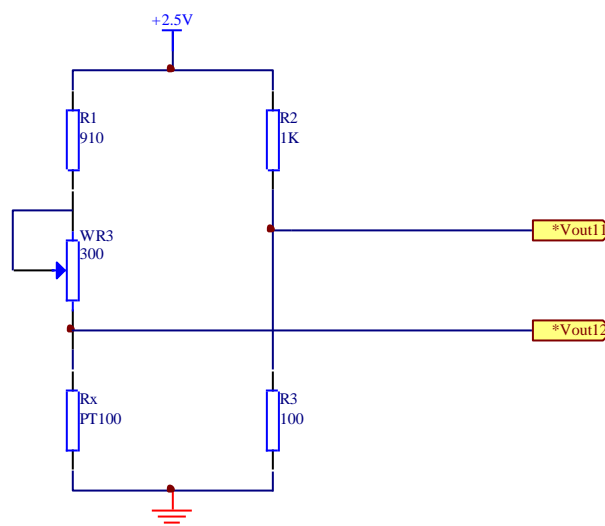 +2.5V
R1
910
R2
1K
WR3
300
*Vout11
*Vout12
Rx
PT100
R3
100